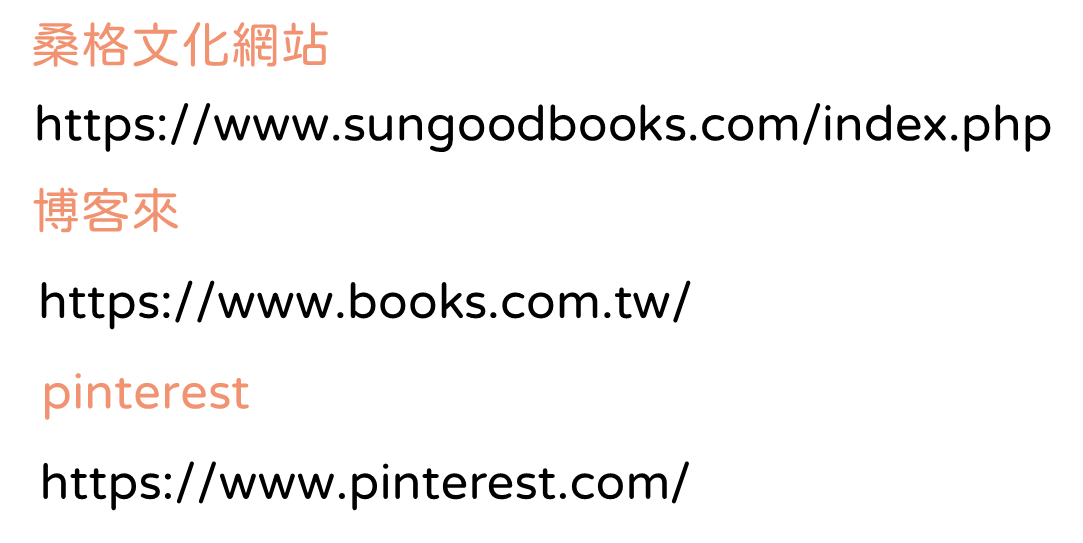 桑格文化網站
https://www.sungoodbooks.com/index.php
博客來
https://www.books.com.tw/
pinterest
https://www.pinterest.com/